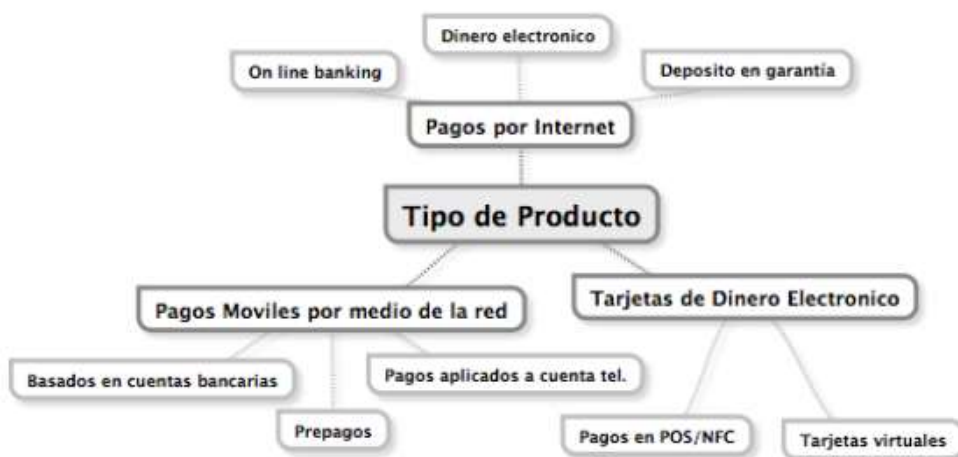 Dinero electronico
On line banking
Deposito en garantía
Pagos por Internet
Tipo de Producto
Pagos Moviles por medio de la red
Tarjetas de Dinero Electronico
Basados en cuentas bancarias
Pagos aplicados a cuenta tel.
Prepagos
Pagos en POS/NFC
Tarjetas virtuales